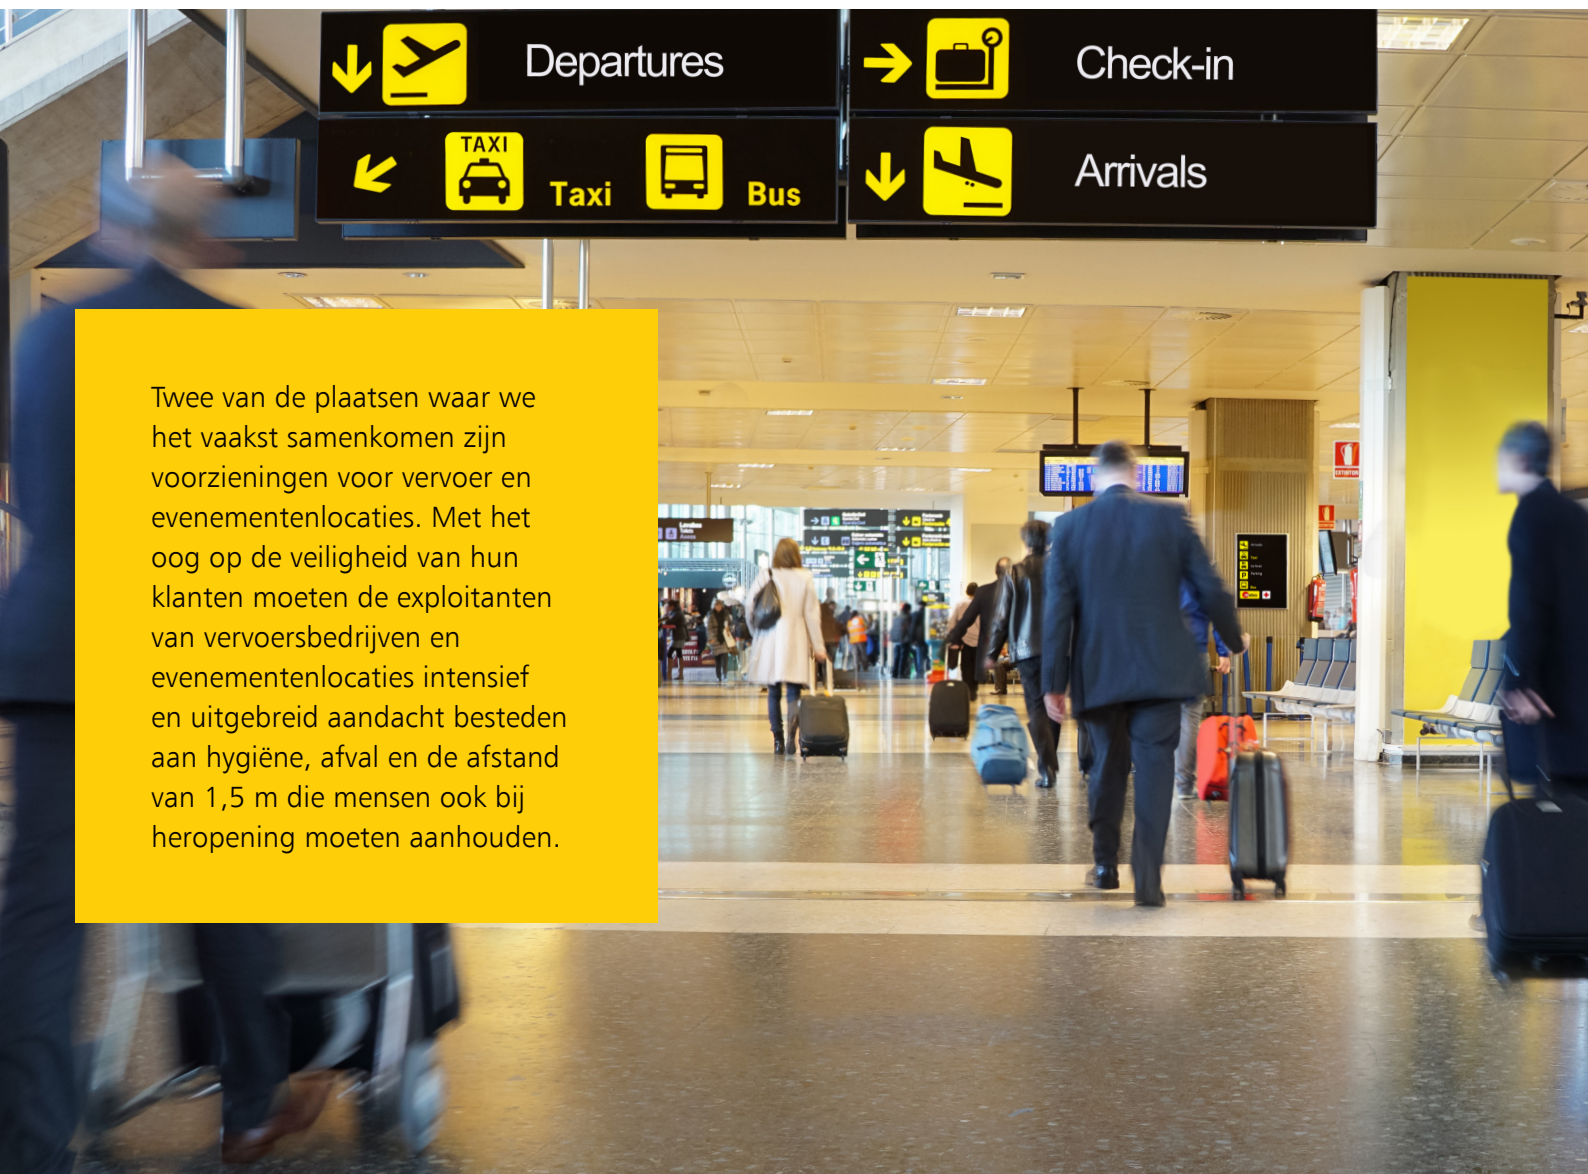 Departures
Check-in
TAXI
Taxi
Bus
Arrivals
Twee van de plaatsen waar we
het vaakst samenkomen zijn
voorzieningen voor vervoer en
evenementenlocaties. Met het
oog op de veiligheid van hun
klanten moeten de exploitanten
van vervoersbedrijven en
evenementenlocaties intensief
en uitgebreid aandacht besteden
aan hygiëne, afval en de afstand
van 1,5 m die mensen ook bij
heropening moeten aanhouden.